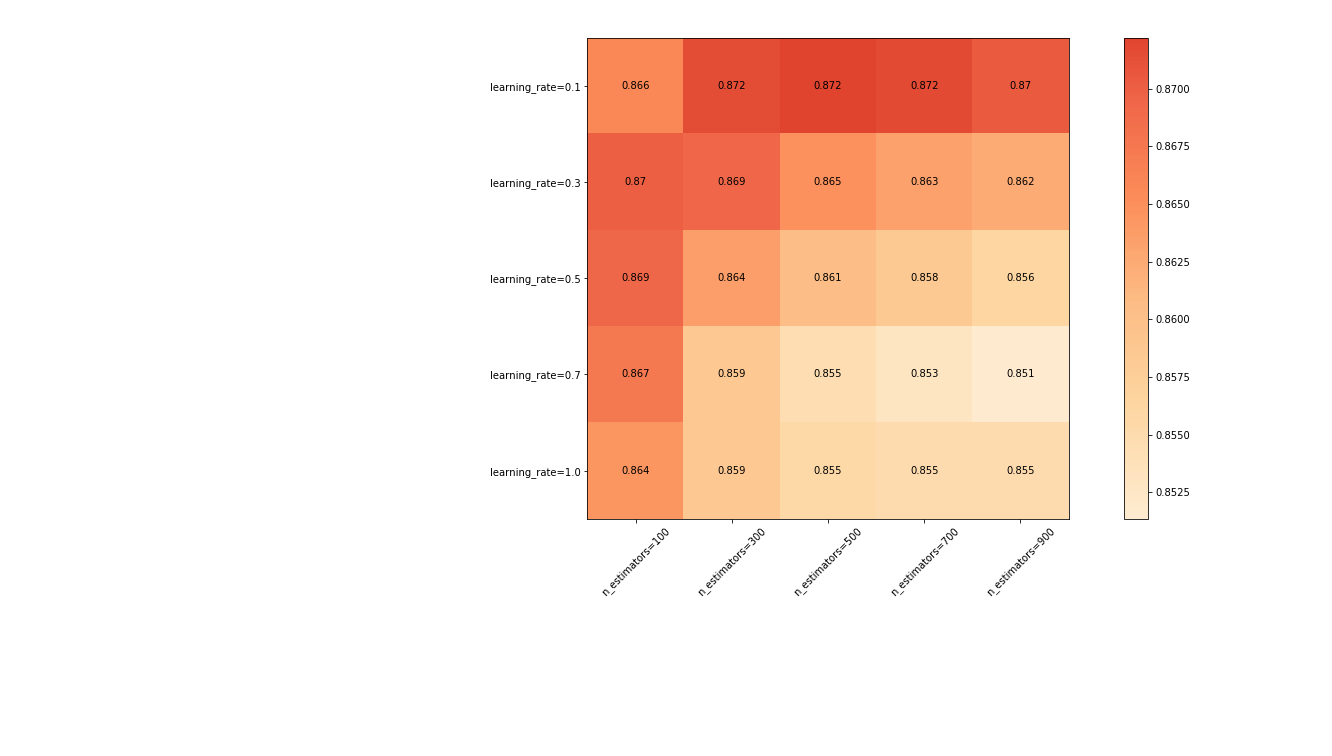 learning_rate=0.1 0.866 0.872 0.872 0.872 0.87
learning_rate=0.3 0.87 0.869 0.865 0.863 0.862
learning_rate=0.5 0.869 0.864 0.861 0.858 0.856
learning_rate=0.7 0.867 0.859 0.855 0.853 0.851
learning_rate=1.0 0.864 0.859 0.855 0.855 0.855
n_estimators=100 n_estimators=300 n_estimators=500 n_estimators=700 n_estimators=900
0.8700
0.8675
0.8650
0.8625
0.8600
0.8575
0.8550
0.8525